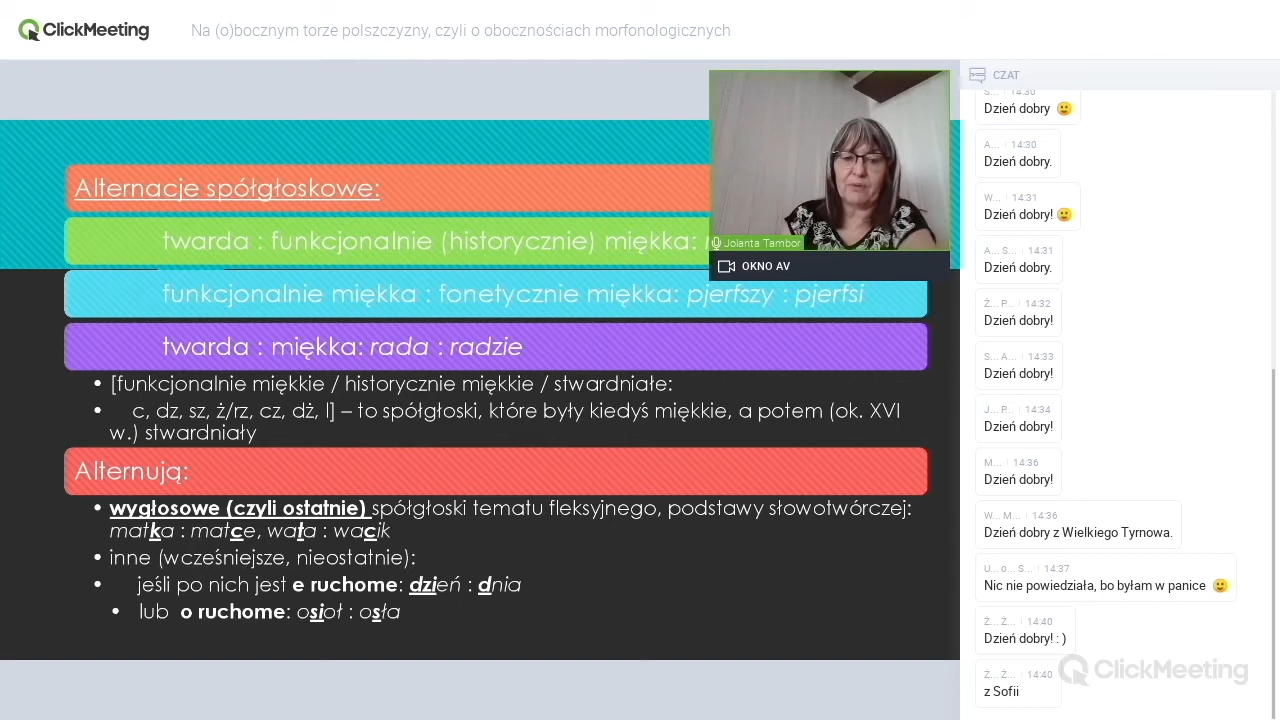 ClickMeeting
Na (o)bocznym torze polszczyzny, czyli o obocznościach morfonologicznych
Alternacje spółgłoskowe:
twarda : funkcjonalnie (historycznie) miękka:
funkcjonalnie miękka : fonetycznie miękka: pjerfszy : pjerfsi
twarda : miękka: rada : radzie
• [funkcjonalnie miękkie / historycznie miękkie / stwardniałe:
• c, dz, sz, ż/rz, cz, dż, l] – to spółgłoski, które były kiedyś miękkie, a potem (ok. XVI
w.) stwardniały
Alternują:
• wygłosowe (czyli ostatnie) spółgłoski tematu fleksyjnego, podstawy słowotwórczej:
matka : matce, wata : wacik
• inne (wcześniejsze, nieostatnie):
• jeśli po nich jest e ruchome: dzień : dnia
• lub o ruchome: osioł : osła
Jolanta Tambor
OKNO AV
CZAT
S... 14:30
Dzień dobry 🙂
A... 14:30
Dzień dobry.
W... 14:31
Dzień dobry! 🙂
A... S... 14:31
Dzień dobry.
Ż... P... 14:32
Dzień dobry!
S... A... 14:33
Dzień dobry!
J... P... 14:34
Dzień dobry!
M... 14:36
Dzień dobry!
W... M... 14:36
Dzień dobry z Wielkiego Tyrnowa.
U... o... S... 14:37
Nic nie powiedziała, bo byłam w panice 🙂
Ż... Ż... 14:40
Dzień dobry! : )
Ż... Ż... 14:40
z Sofii
ClickMeeting